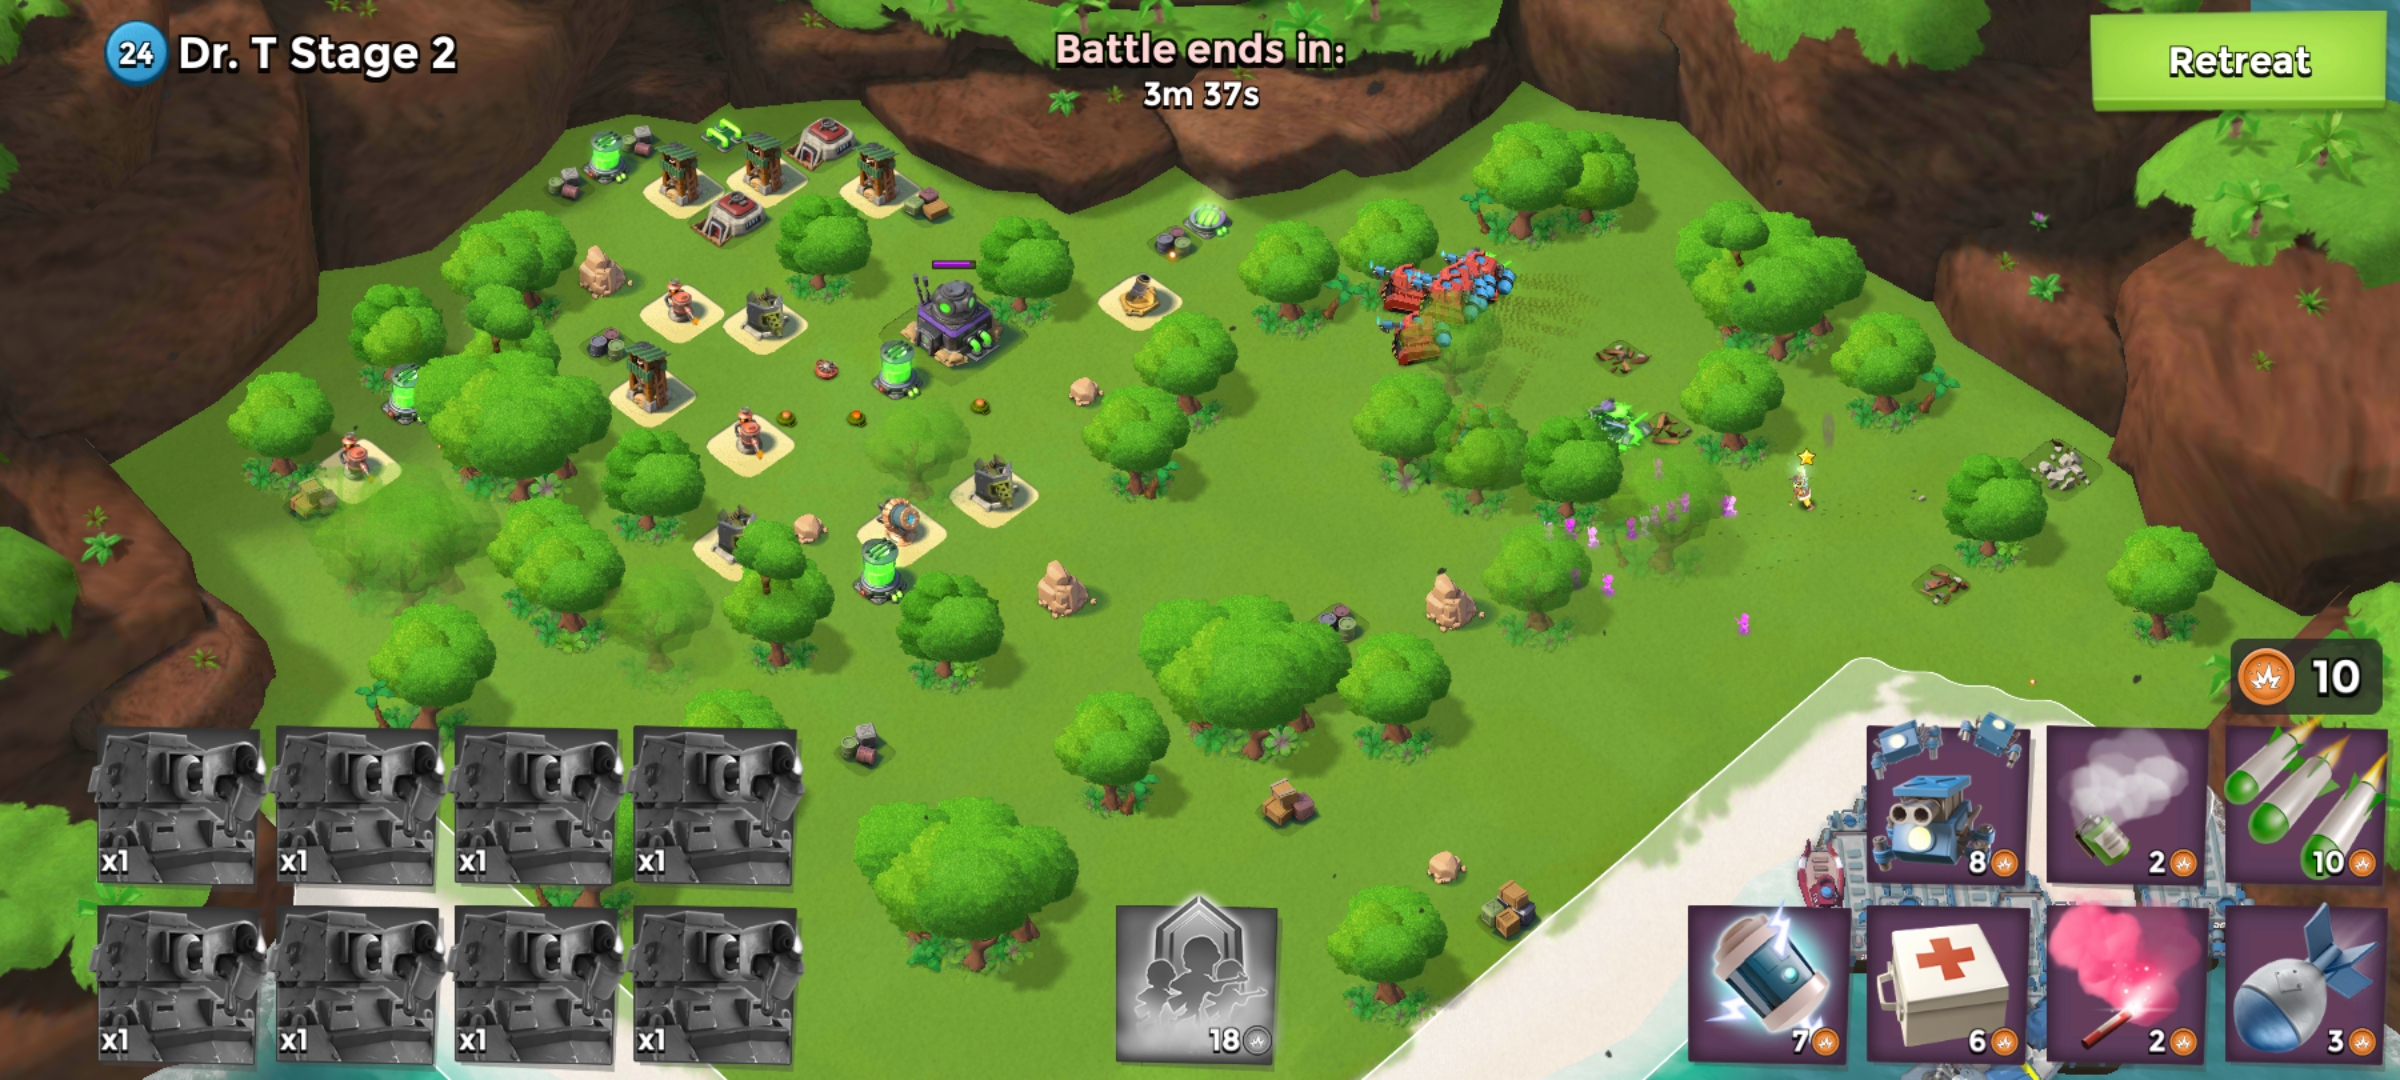 24 Dr. T Stage 2
Battle ends in:
3m 37s
Retreat
10
x1 x1 x1 x1
8 2 10
x1 x1 x1 x1
18
7 6 2 3